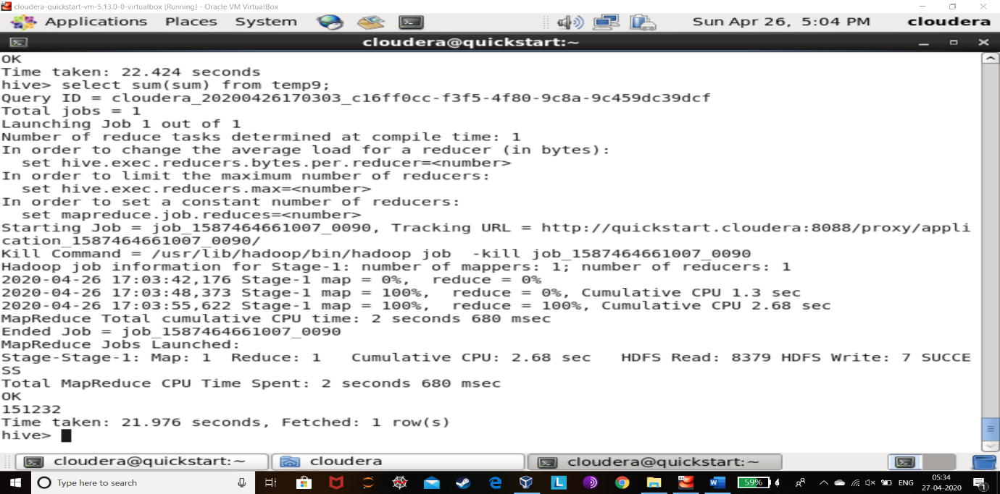 cloudera-quickstart-vm-5.13.0-0-virtualbox [Running] - Oracle VM VirtualBox
Applications Places System Sun Apr 26, 5:04 PM cloudera
cloudera@quickstart:~
OK
Time taken: 22.424 seconds
hive> select sum(sum) from temp9;
Query ID = cloudera_20200426170303_c16ff0cc-f3f5-4f80-9c8a-9c459dc39dcf
Total jobs = 1
Launching Job 1 out of 1
Number of reduce tasks determined at compile time: 1
In order to change the average load for a reducer (in bytes):
  set hive.exec.reducers.bytes.per.reducer=<number>
In order to limit the maximum number of reducers:
  set hive.exec.reducers.max=<number>
In order to set a constant number of reducers:
  set mapreduce.job.reduces=<number>
Starting Job = job_1587464661007_0090, Tracking URL = http://quickstart.cloudera:8088/proxy/appli
cation_1587464661007_0090/
Kill Command = /usr/lib/hadoop/bin/hadoop job  -kill job_1587464661007_0090
Hadoop job information for Stage-1: number of mappers: 1; number of reducers: 1
2020-04-26 17:03:42,176 Stage-1 map = 0%,  reduce = 0%
2020-04-26 17:03:48,373 Stage-1 map = 100%,  reduce = 0%, Cumulative CPU 1.3 sec
2020-04-26 17:03:55,622 Stage-1 map = 100%,  reduce = 100%, Cumulative CPU 2.68 sec
MapReduce Total cumulative CPU time: 2 seconds 680 msec
Ended Job = job_1587464661007_0090
MapReduce Jobs Launched:
Stage-Stage-1: Map: 1  Reduce: 1   Cumulative CPU: 2.68 sec   HDFS Read: 8379 HDFS Write: 7 SUCCE
SS
Total MapReduce CPU Time Spent: 2 seconds 680 msec
OK
151232
Time taken: 21.976 seconds, Fetched: 1 row(s)
hive>
cloudera@quickstart:~ cloudera cloudera@quickstart:~
Type here to search 59% ENG 05:34
27-04-2020 1